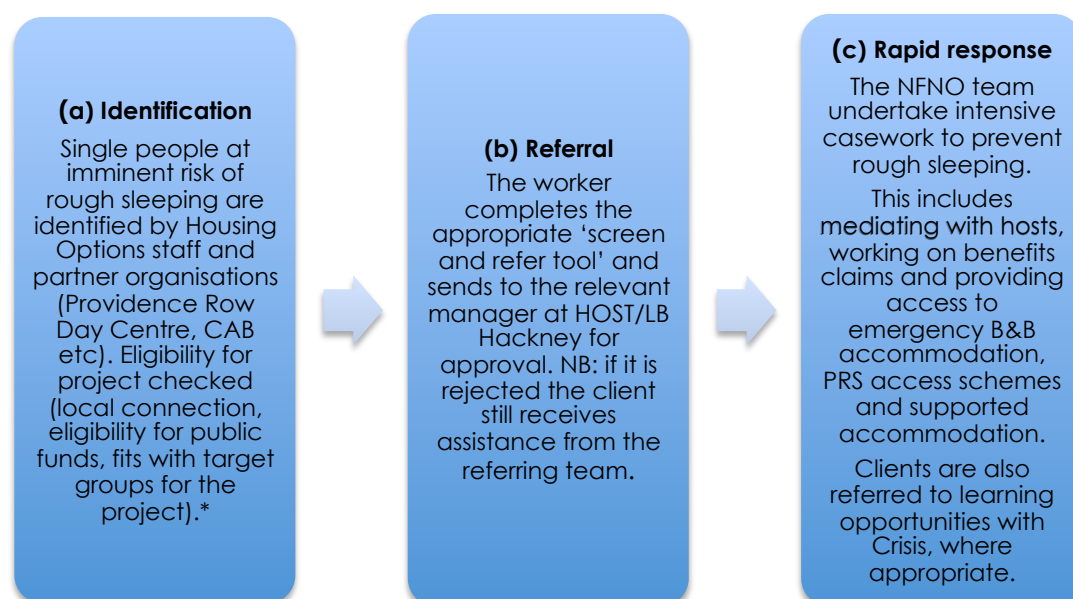 (a) Identification
Single people at
imminent risk of
rough sleeping are
identified by Housing
Options staff and
partner organisations
(Providence Row
Day Centre, CAB
etc). Eligibility for
project checked
(local connection,
eligibility for public
funds, fits with target
groups for the
project).*
(b) Referral
The worker
completes the
appropriate ‘screen
and refer tool’ and
sends to the relevant
manager at HOST/LB
Hackney for
approval. NB: if it is
rejected the client
still receives
assistance from the
referring team.
(c) Rapid response
The NFNO team
undertake intensive
casework to prevent
rough sleeping.
This includes
mediating with hosts,
working on benefits
claims and providing
access to
emergency B&B
accommodation,
PRS access schemes
and supported
accommodation.
Clients are also
referred to learning
opportunities with
Crisis, where
appropriate.